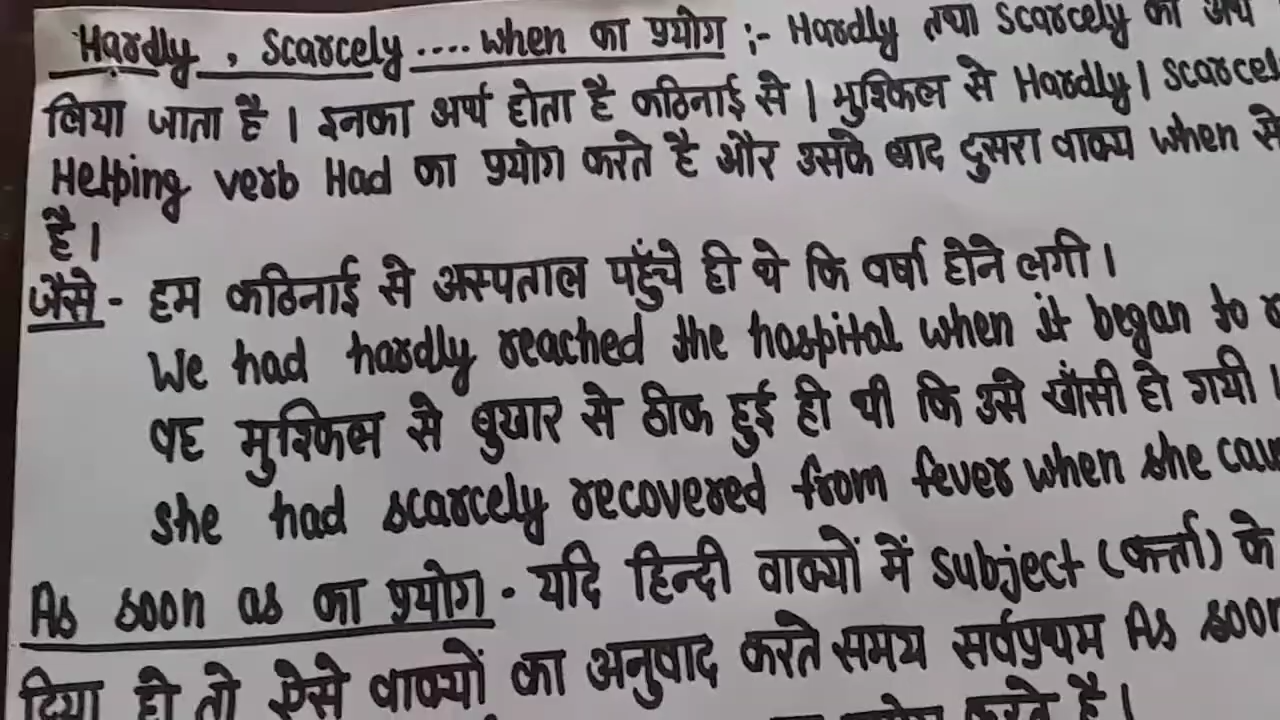 Hardly, Scarcely ....when का प्रयोग :- Hardly तथा Scarcely का अर्थ
लिया जाता है । इनका अर्थ होता है कठिनाई से । मुश्किल से Hardly |
Helping verb Had का प्रयोग करते है और उसके बाद दुसरा वाक्य when से
है ।
जैसे - हम कठिनाई से अस्पताल पहुँचे ही थे कि वर्षा होने लगी ।
We had hardly reached the hospital when it began to
वह मुश्किल से बुखार से ठीक हुई ही थी कि उसे खाँसी हो गयी ।
she had scarcely recovered from fever when she
As soon as का प्रयोग - यदि हिन्दी वाक्यों में subject (कर्त्ता) के
दिया हो तो ऐसे वाक्यों का अनुवाद करते समय सर्वप्रथम As soon
करते है ।